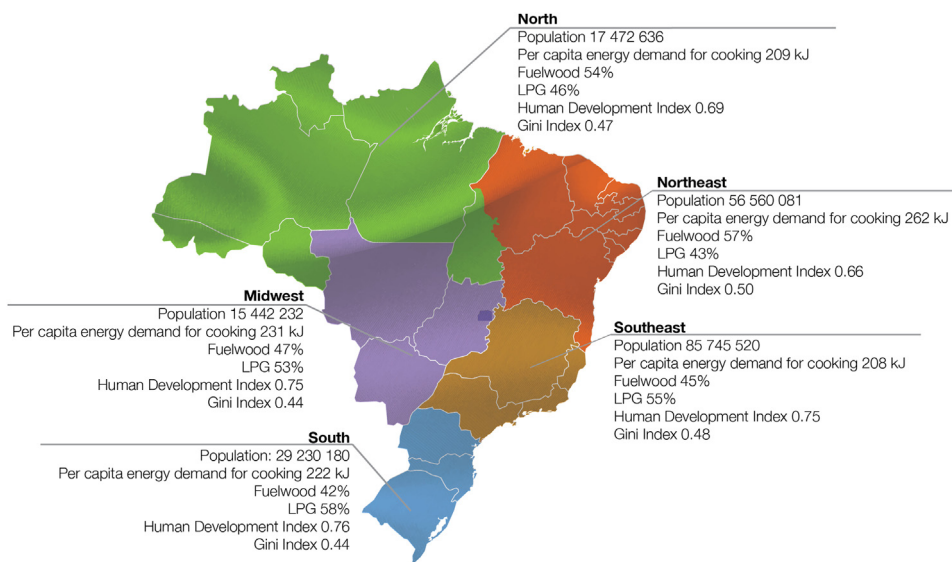 North
Population 17 472 636
Per capita energy demand for cooking 209 kJ
Fuelwood 54%
LPG 46%
Human Development Index 0.69
Gini Index 0.47
Northeast
Population 56 560 081
Per capita energy demand for cooking 262 kJ
Fuelwood 57%
LPG 43%
Human Development Index 0.66
Gini Index 0.50
Midwest
Population 15 442 232
Per capita energy demand for cooking 231 kJ
Fuelwood 47%
LPG 53%
Human Development Index 0.75
Gini Index 0.44
Southeast
Population 85 745 520
Per capita energy demand for cooking 208 kJ
Fuelwood 45%
LPG 55%
Human Development Index 0.75
Gini Index 0.48
South
Population: 29 230 180
Per capita energy demand for cooking 222 kJ
Fuelwood 42%
LPG 58%
Human Development Index 0.76
Gini Index 0.44